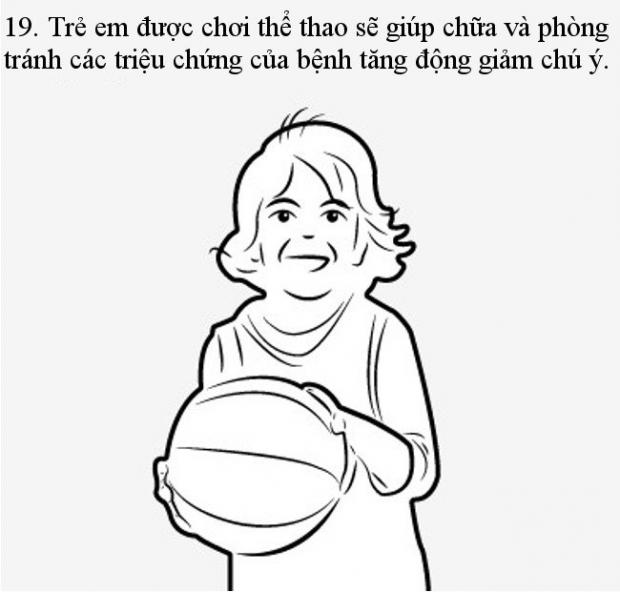 19. Trẻ em được chơi thể thao sẽ giúp chữa và phòng
tránh các triệu chứng của bệnh tăng động giảm chú ý.